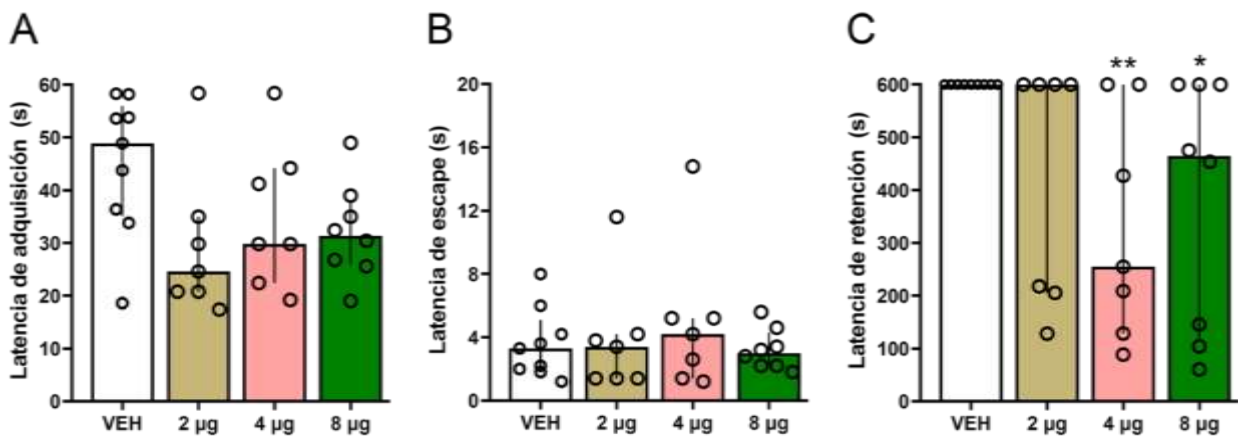 A
Latencia de adquisición (s)
60
50
40
30
20
10
0
VEH 2 µg 4 µg 8 µg
B
Latencia de escape (s)
20
16
12
8
4
0
VEH 2 µg 4 µg 8 µg
C
Latencia de retención (s)
600
600
500
400
300
200
100
** *
VEH 2 µg 4 µg 8 µg